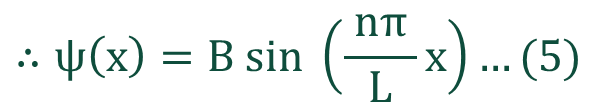 ∴ ψ(x) = B sin (nπ/L x) ... (5)